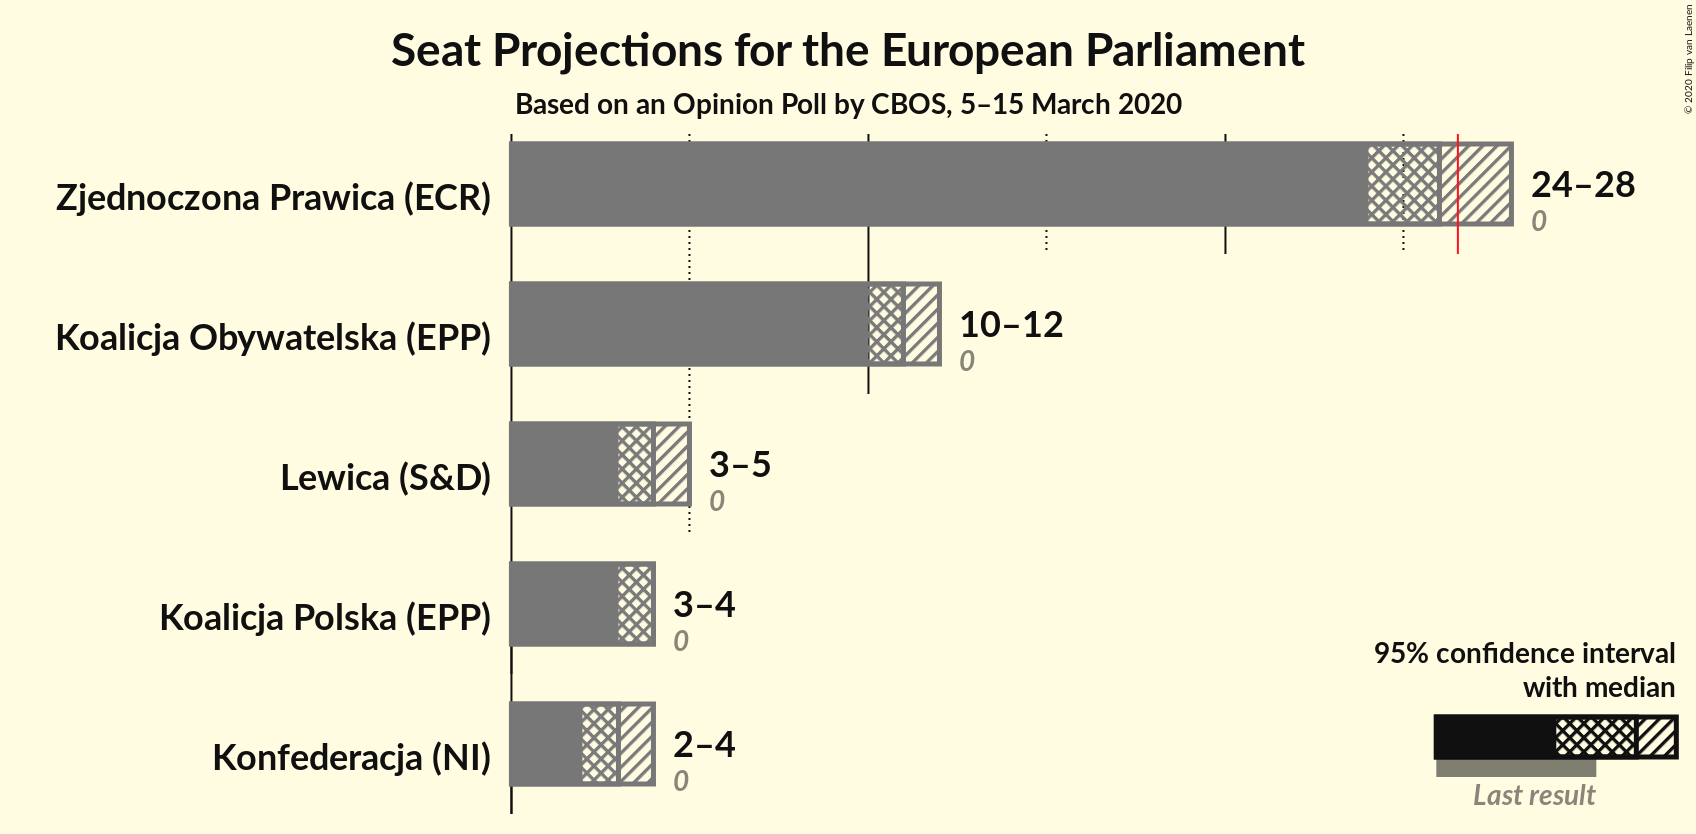 Seat Projections for the European Parliament
Based on an Opinion Poll by CBOS, 5–15 March 2020
© 2020 Filip van Laenen
Zjednoczona Prawica (ECR)
24–28
0
Koalicja Obywatelska (EPP)
10–12
0
Lewica (S&D)
3–5
0
Koalicja Polska (EPP)
3–4
0
Konfederacja (NI)
2–4
0
95% confidence interval
with median
Last result